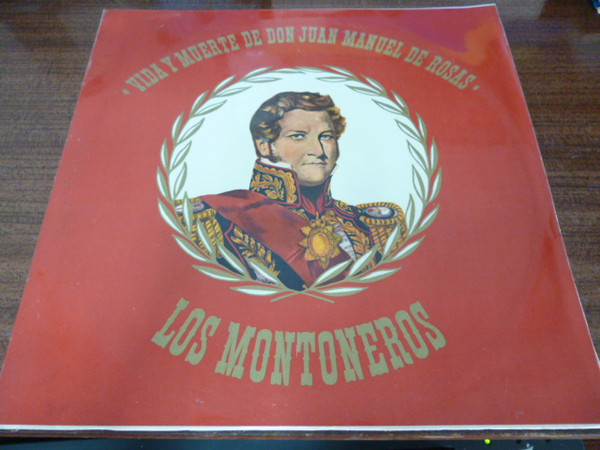 "VIDA Y MUERTE DE DON JUAN MANUEL DE ROSAS"
LOS MONTONEROS